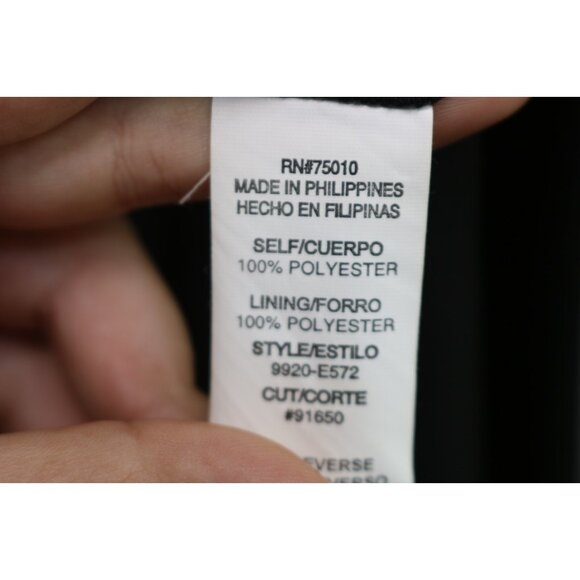 RN#75010
MADE IN PHILIPPINES
HECHO EN FILIPINAS
SELF/CUERPO
100% POLYESTER
LINING/FORRO
100% POLYESTER
STYLE/ESTILO
9920-E572
CUT/CORTE
#91650